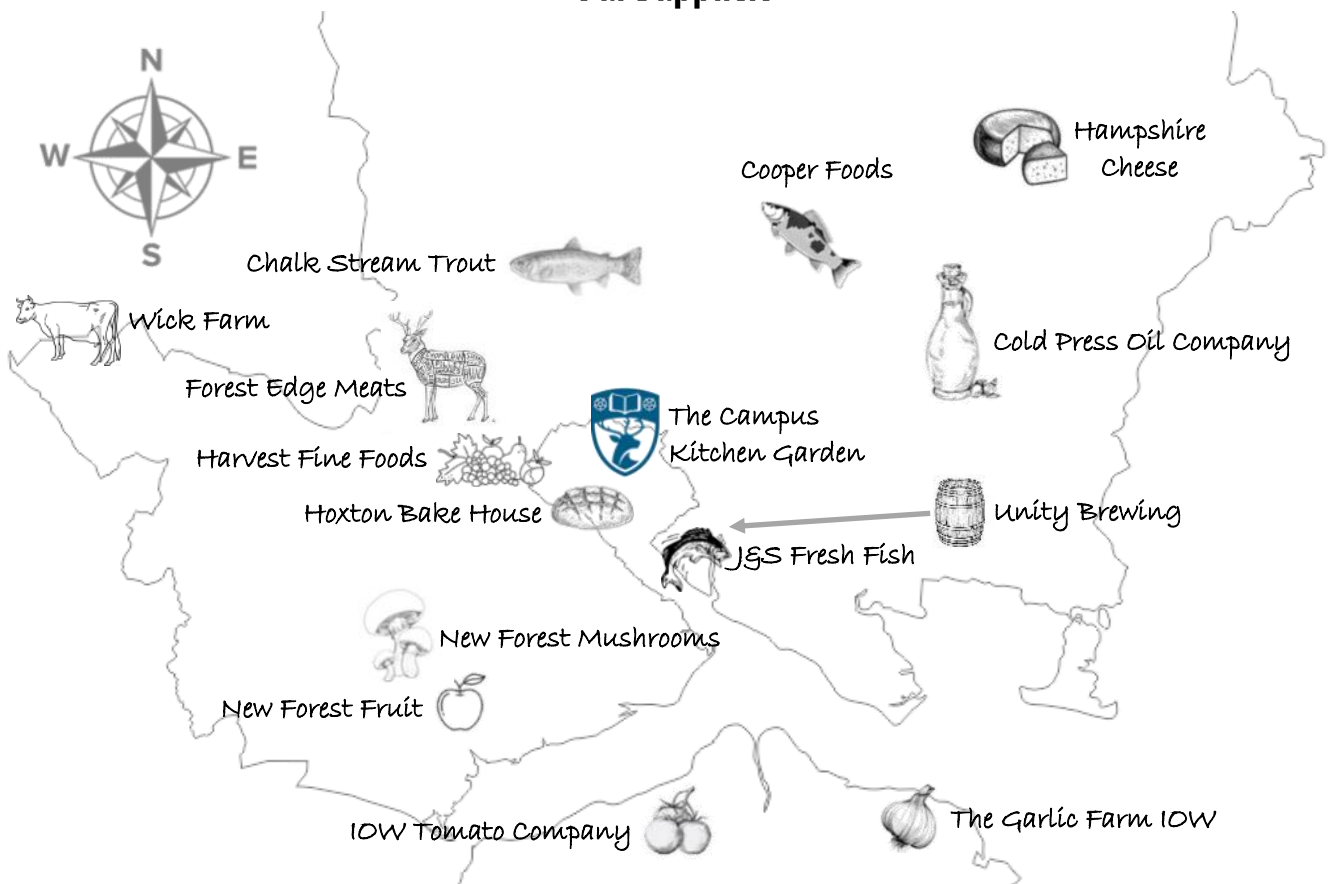 N
W E
S
Hampshire
Cheese
Cooper Foods
Chalk Stream Trout
Wick Farm
Cold Press Oil Company
Forest Edge Meats
The Campus
Kitchen Garden
Harvest Fine Foods
Hoxton Bake House
Unity Brewing
J&S Fresh Fish
New Forest Mushrooms
New Forest Fruit
IOW Tomato Company
The Garlic Farm IOW